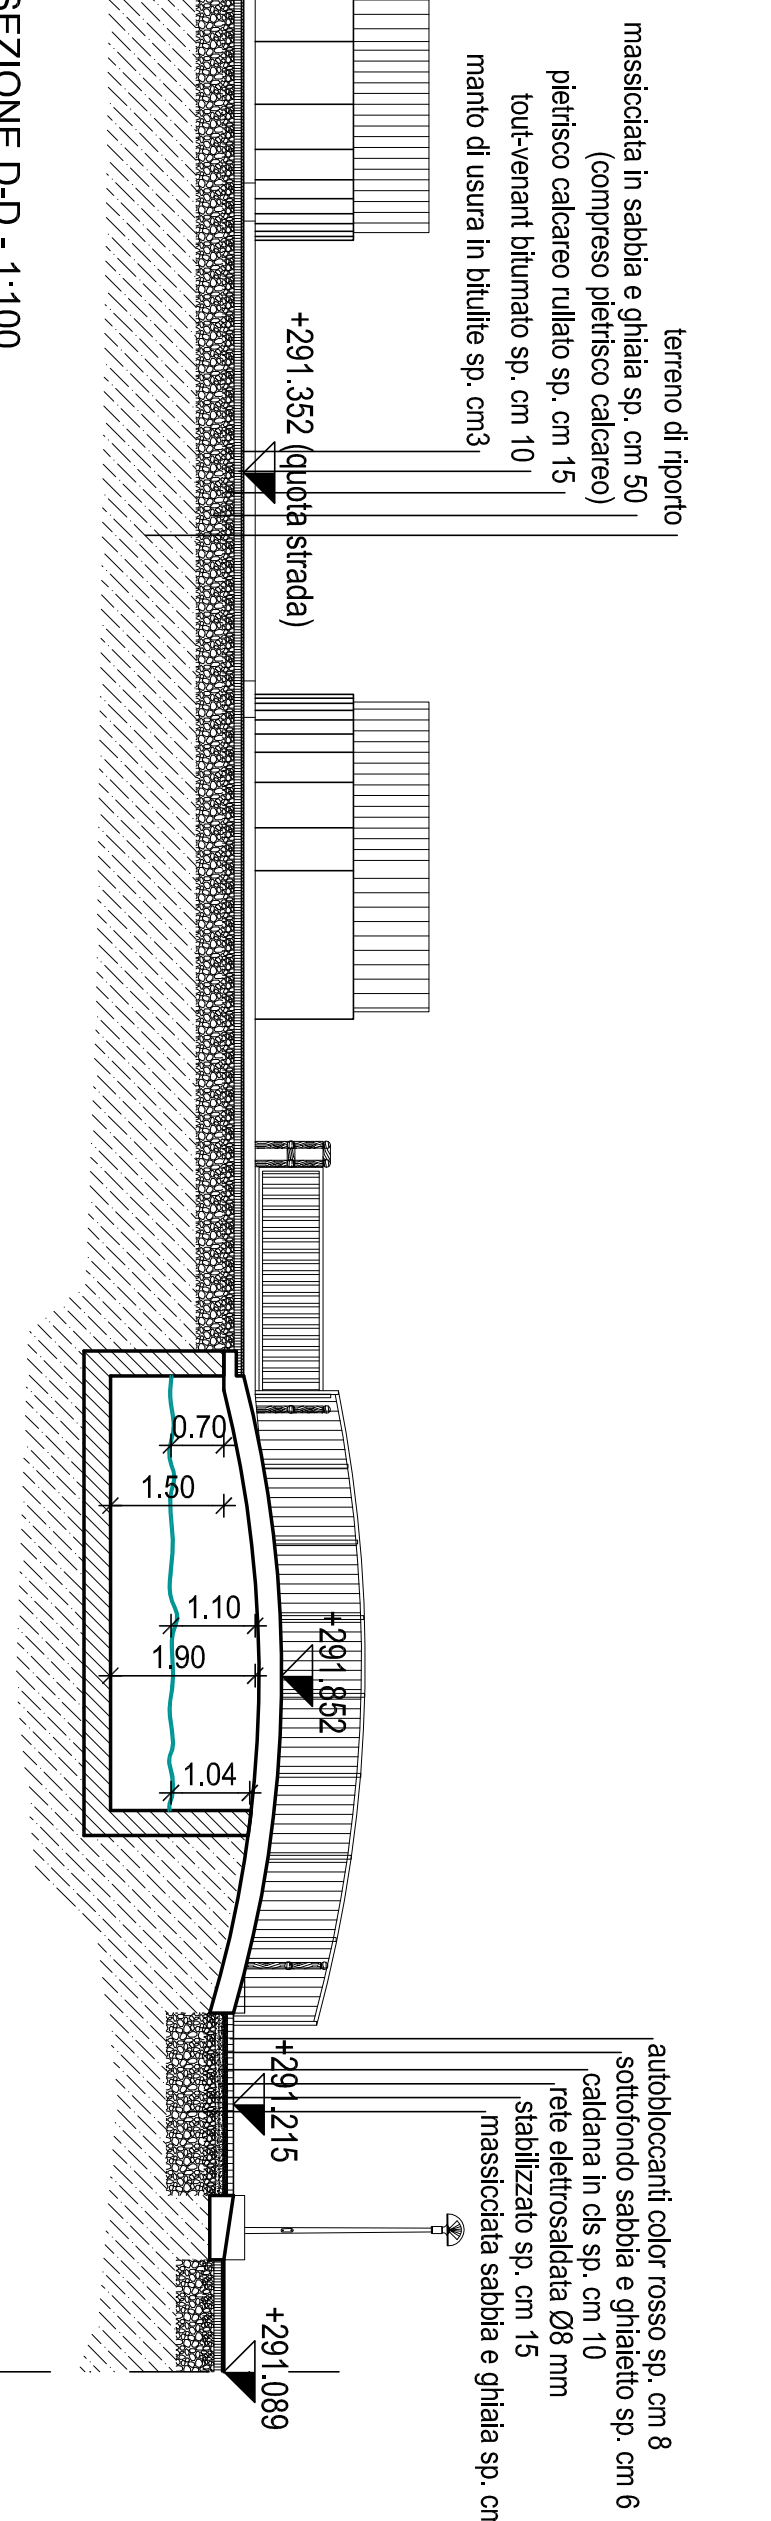 terreno di riporto
massicciata in sabbia e ghiaia sp. cm 50
(compreso pietrisco calcareo)
pietrisco calcareo rullato sp. cm 15
tout-venant bitumato sp. cm 10
manto di usura in bitulite sp. cm3
+291.352 (quota strada)
0.70
1.50
1.10
1.90
1.04
+291.852
autobloccanti color rosso sp. cm 8
sottofondo sabbia e ghiaietto sp. cm 6
caldana in cls sp. cm 10
rete elettrosaldata Ø8 mm
stabilizzato sp. cm 15
massicciata sabbia e ghiaia sp. cm
+291.215
+291.089
SEZIONE D-D - 1:100